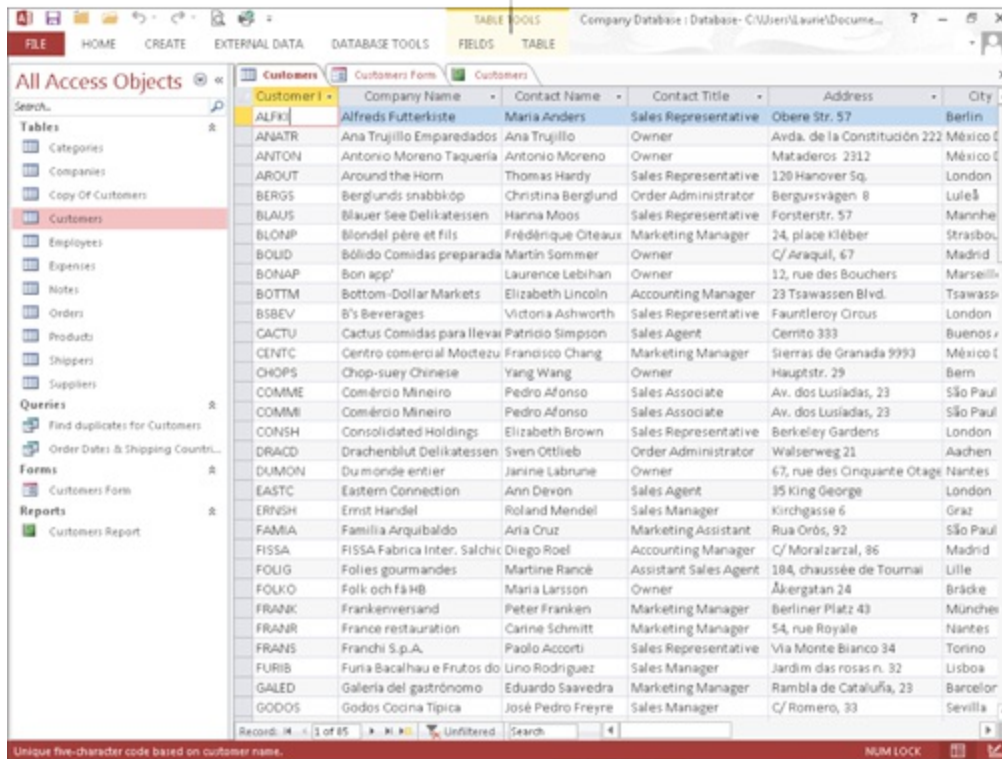 TABLE TOOLS Company Database : Database- C:\Users\Laurie\Docume... ?
FILE HOME CREATE EXTERNAL DATA DATABASE TOOLS FIELDS TABLE
All Access Objects
Search...
Tables
Categories
Companies
Copy Of Customers
Customers
Employees
Expenses
Notes
Orders
Products
Shippers
Suppliers
Queries
Find duplicates for Customers
Order Dates & Shipping Countri...
Forms
Customers Form
Reports
Customers Report
Customers Customers Form Customers
Customer I Company Name Contact Name Contact Title Address City
ALFKI Alfreds Futterkiste Maria Anders Sales Representative Obere Str. 57 Berlin
ANATR Ana Trujillo Emparedados Ana Trujillo Owner Avda. de la Constitución 222 México D
ANTON Antonio Moreno Taquería Antonio Moreno Owner Mataderos 2312 México D
AROUT Around the Horn Thomas Hardy Sales Representative 120 Hanover Sq. London
BERGS Berglunds snabbköp Christina Berglund Order Administrator Berguvsvägen 8 Luleå
BLAUS Blauer See Delikatessen Hanna Moos Sales Representative Forsterstr. 57 Mannhe
BLONP Blondel père et fils Frédérique Citeaux Marketing Manager 24, place Kléber Strasbou
BOLID Bólido Comidas preparada Martín Sommer Owner C/ Araquil, 67 Madrid
BONAP Bon app' Laurence Lebihan Owner 12, rue des Bouchers Marseille
BOTTM Bottom-Dollar Markets Elizabeth Lincoln Accounting Manager 23 Tsawassen Blvd. Tsawass
BSBEV B's Beverages Victoria Ashworth Sales Representative Fauntleroy Circus London
CACTU Cactus Comidas para llevar Patricio Simpson Sales Agent Cerrito 333 Buenos A
CENTC Centro comercial Moctezu Francisco Chang Marketing Manager Sierras de Granada 9993 México D
CHOPS Chop-suey Chinese Yang Wang Owner Hauptstr. 29 Bern
COMME Comércio Mineiro Pedro Afonso Sales Associate Av. dos Lusíadas, 23 São Paul
COMMI Comércio Mineiro Pedro Afonso Sales Associate Av. dos Lusíadas, 23 São Paul
CONSH Consolidated Holdings Elizabeth Brown Sales Representative Berkeley Gardens London
DRACD Drachenblut Delikatessen Sven Ottlieb Order Administrator Walserweg 21 Aachen
DUMON Du monde entier Janine Labrune Owner 67, rue des Cinquante Otage Nantes
EASTC Eastern Connection Ann Devon Sales Agent 35 King George London
ERNSH Ernst Handel Roland Mendel Sales Manager Kirchgasse 6 Graz
FAMIA Familia Arquibaldo Aria Cruz Marketing Assistant Rua Orós, 92 São Paul
FISSA FISSA Fabrica Inter. Salchic Diego Roel Accounting Manager C/ Moralzarzal, 86 Madrid
FOLIG Folies gourmandes Martine Rancé Assistant Sales Agent 184, chaussée de Tournai Lille
FOLKO Folk och fä HB Maria Larsson Owner Åkergatan 24 Bräcke
FRANK Frankenversand Peter Franken Marketing Manager Berliner Platz 43 München
FRANR France restauration Carine Schmitt Marketing Manager 54, rue Royale Nantes
FRANS Franchi S.p.A. Paolo Accorti Sales Representative Via Monte Bianco 34 Torino
FURIB Furia Bacalhau e Frutos do Lino Rodriguez Sales Manager Jardim das rosas n. 32 Lisboa
GALED Galería del gastrónomo Eduardo Saavedra Marketing Manager Rambla de Cataluña, 23 Barcelor
GODOS Godos Cocina Típica José Pedro Freyre Sales Manager C/ Romero, 33 Sevilla
Record: 1 of 85 Unfiltered Search
Unique five-character code based on customer name. NUM LOCK